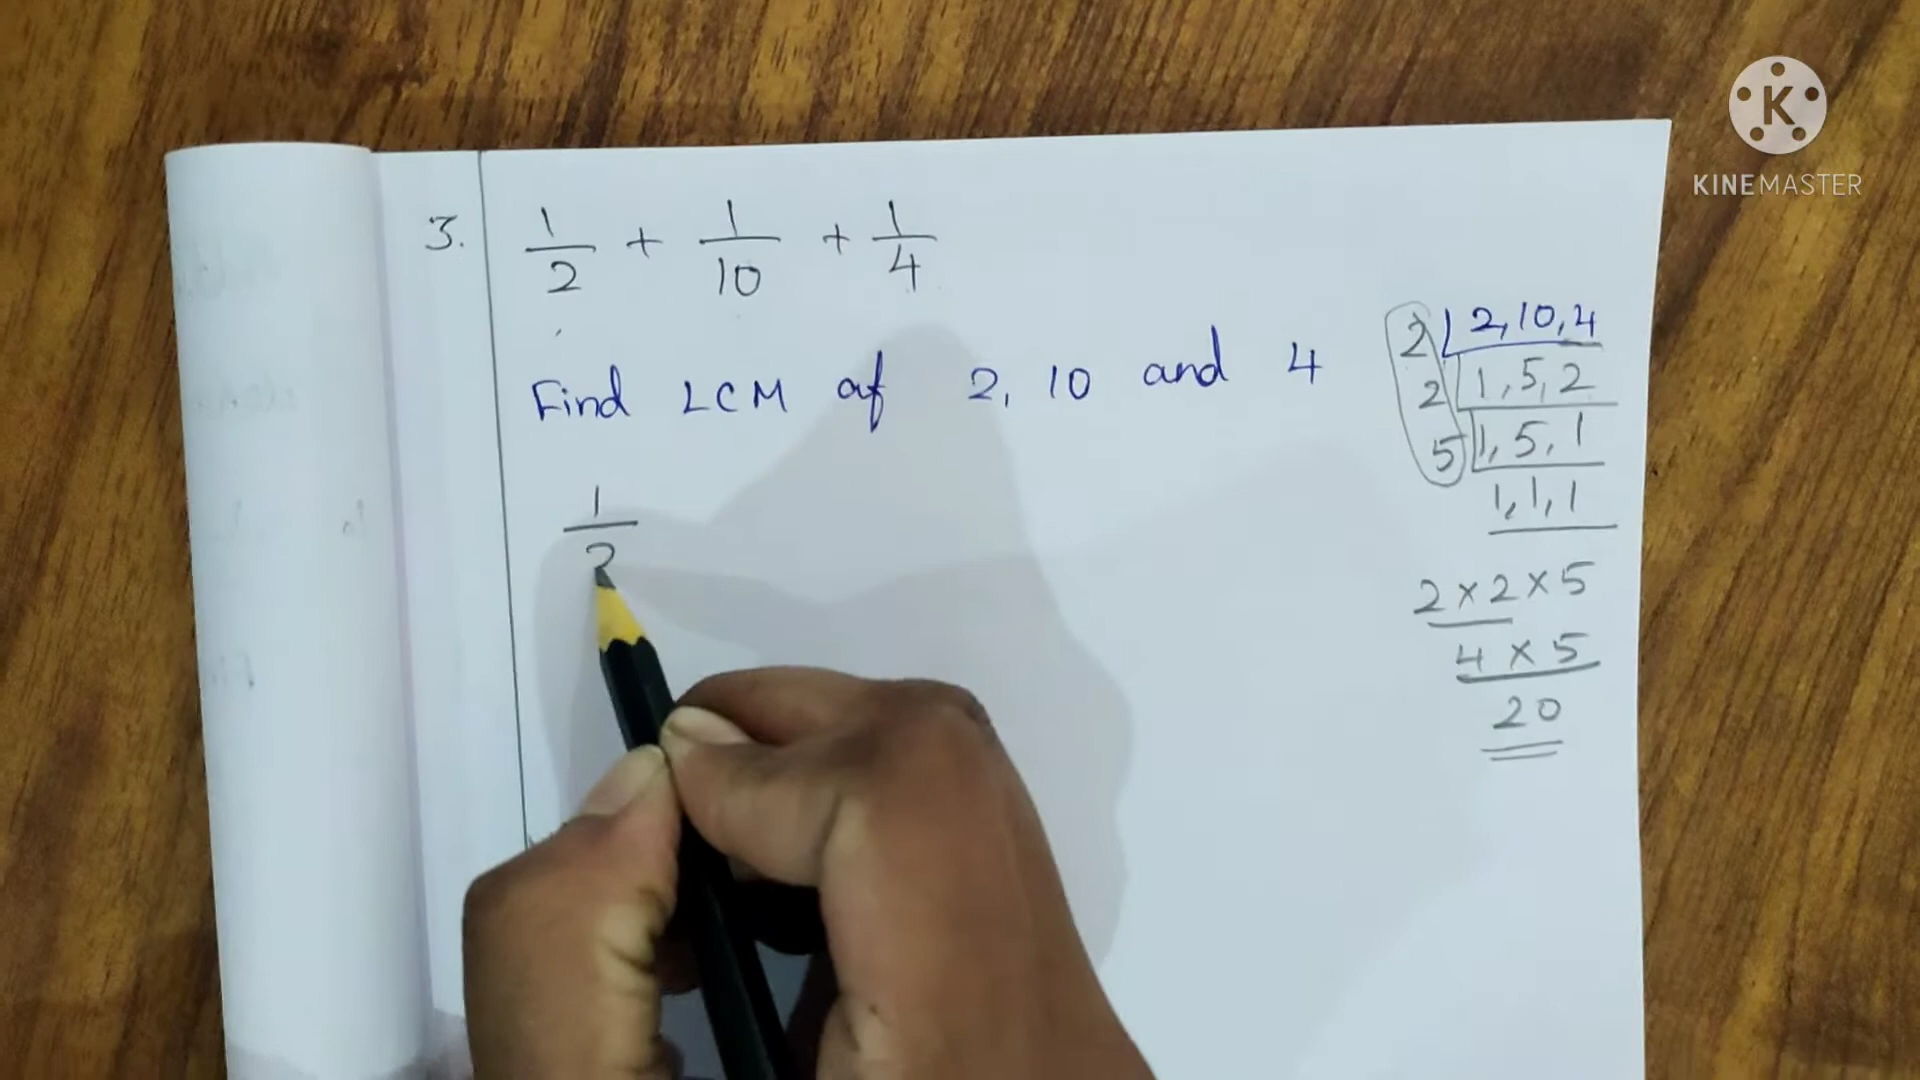 K
KINEMASTER
3. 1/2 + 1/10 + 1/4
Find LCM of 2, 10 and 4
2 | 2, 10, 4
2 | 1, 5, 2
5 | 1, 5, 1
1, 1, 1
2 × 2 × 5
4 × 5
20
1/2